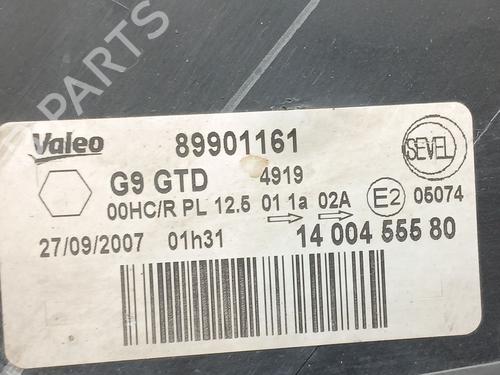 PARTS
Valeo 89901161 SEVEL
G9 GTD 4919
00HC/R PL 12.5 01 1a 02A E2 05074
27/09/2007 01h31 14 004 555 80